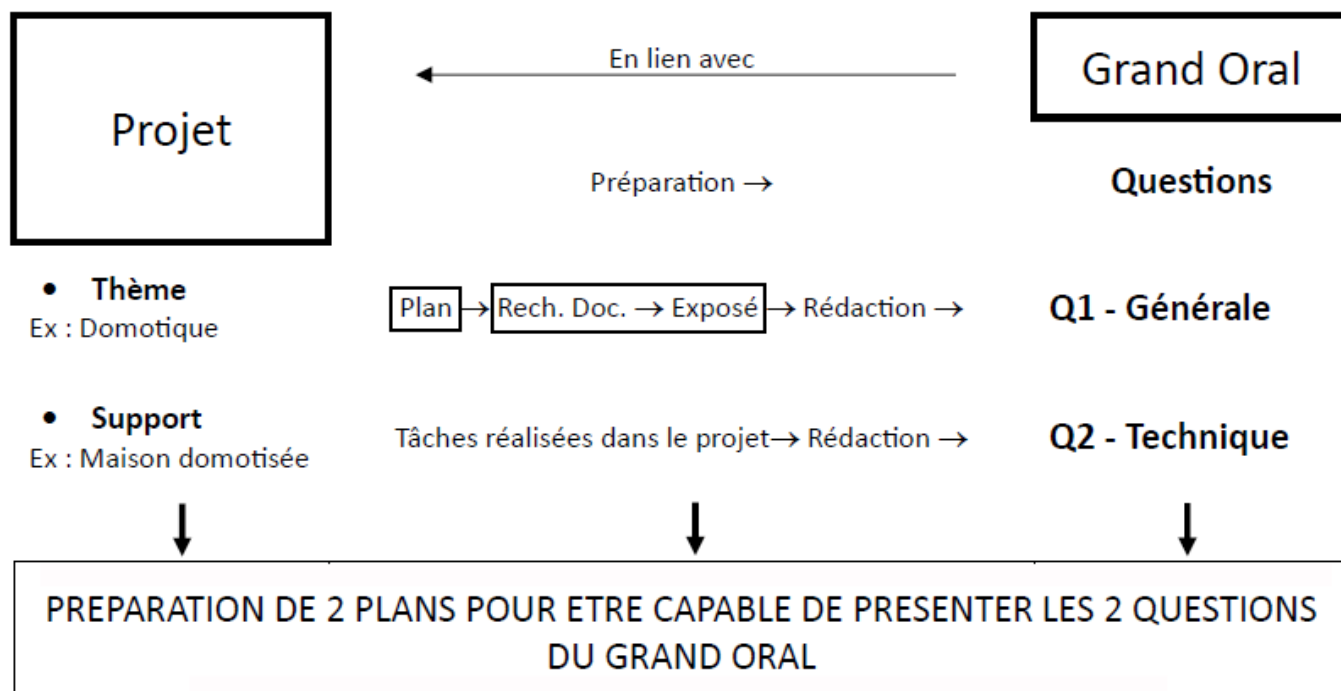 En lien avec
Grand Oral
Projet
Préparation →
Questions
• Thème
Ex : Domotique
Plan → Rech. Doc. → Exposé → Rédaction →
Q1 - Générale
• Support
Ex : Maison domotisée
Tâches réalisées dans le projet→ Rédaction →
Q2 - Technique
PREPARATION DE 2 PLANS POUR ETRE CAPABLE DE PRESENTER LES 2 QUESTIONS
DU GRAND ORAL